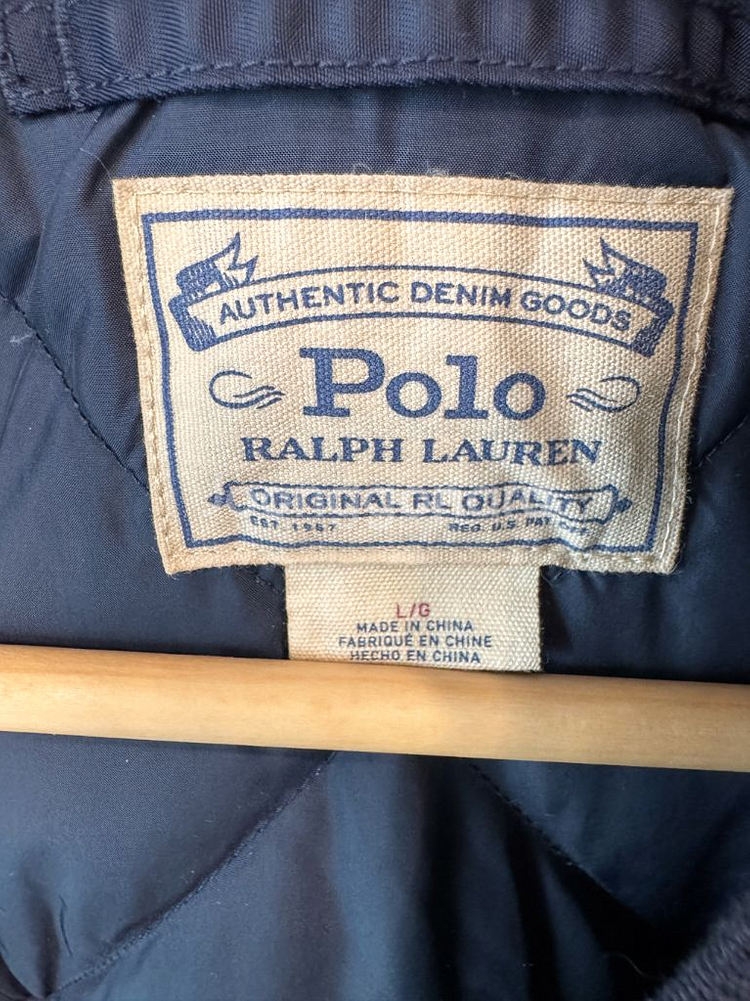 AUTHENTIC DENIM GOODS
Polo
RALPH LAUREN
ORIGINAL RL QUALITY
EST 1967 REG. U.S. PAT. OFF.
L/G
MADE IN CHINA
FABRIQUÉ EN CHINE
HECHO EN CHINA